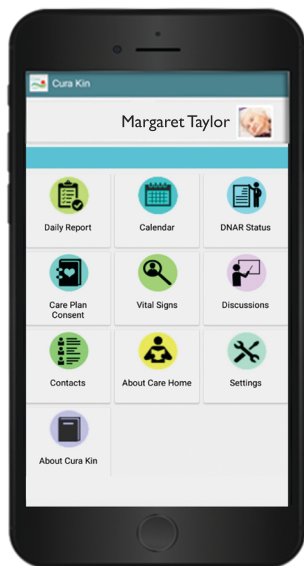 Cura Kin
Margaret Taylor
Daily Report
Calendar
DNAR Status
Care Plan
Consent
Vital Signs
Discussions
Contacts
About Care Home
Settings
About Cura Kin